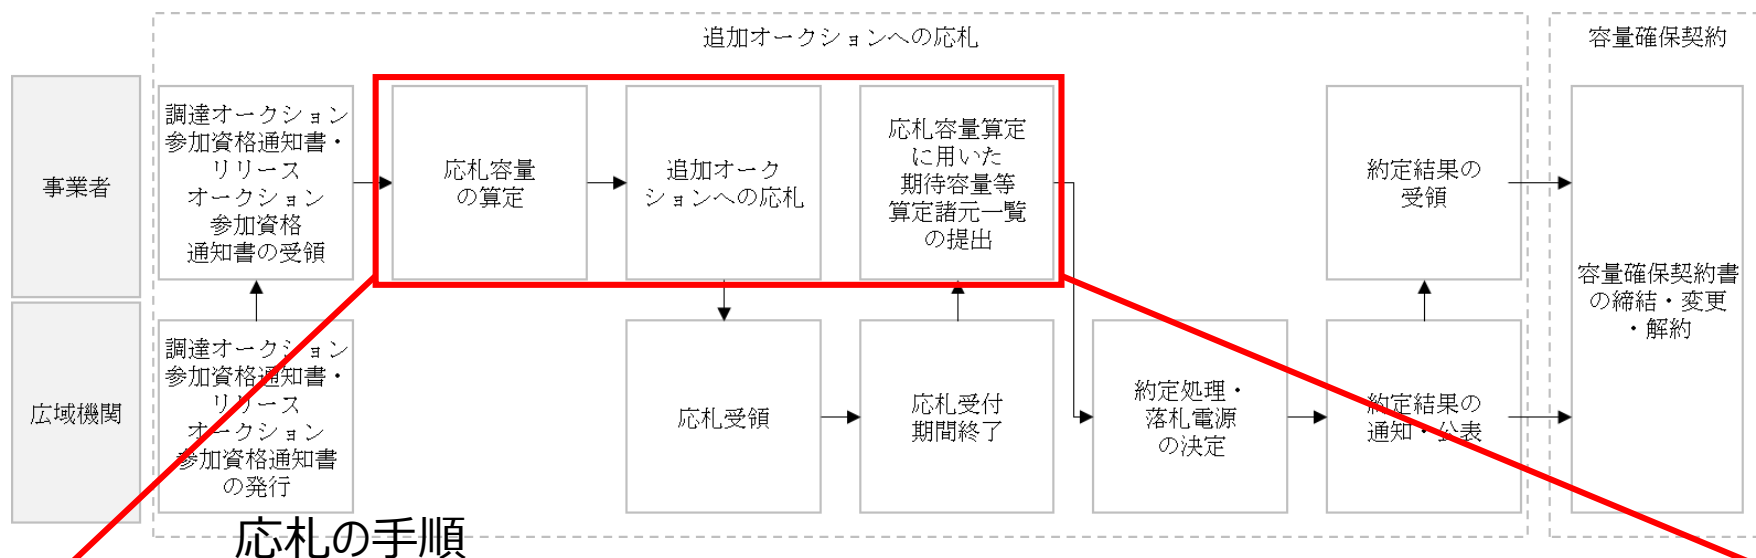 追加オークションへの応札
容量確保契約
事業者
調達オークション
参加資格通知書・
リリース
オークション
参加資格
通知書の受領
応札容量
の算定
追加オーク
ションへの応札
応札容量算定
に用いた
期待容量等
算定諸元一覧
の提出
約定結果の
受領
容量確保契約書
の締結・変更
・解約
広域機関
調達オークション
参加資格通知書・
リリース
オークション
参加資格通知書
の発行
応札受領
応札受付
期間終了
約定処理・
落札電源
の決定
約定結果の
通知・公表
応札の手順